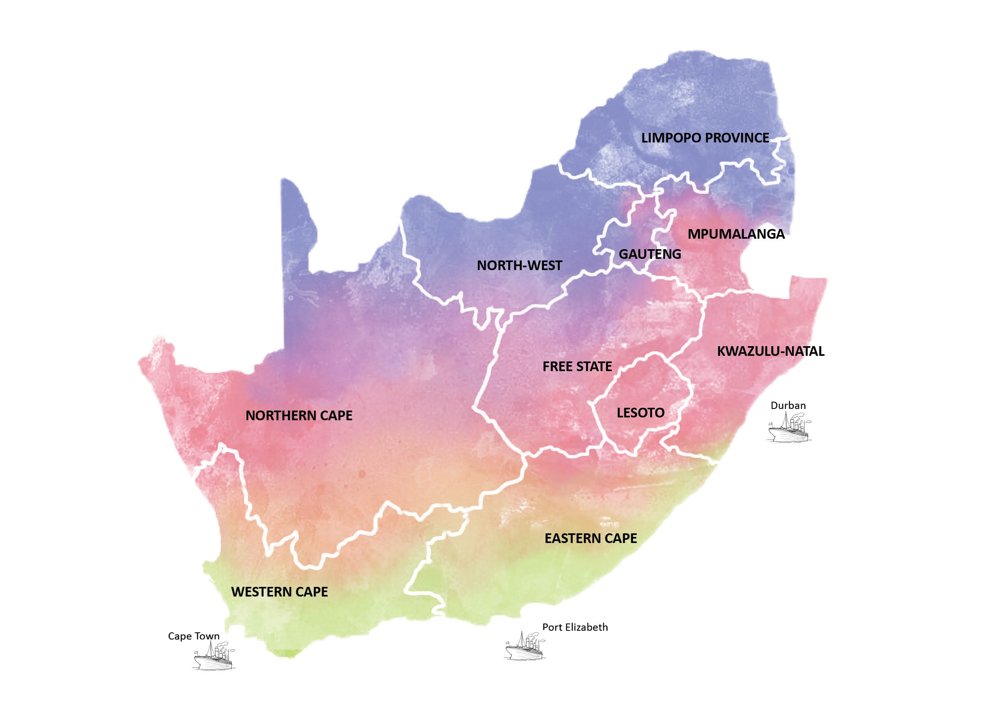 LIMPOPO PROVINCE
MPUMALANGA
GAUTENG
NORTH-WEST
KWAZULU-NATAL
FREE STATE
Durban
LESOTO
NORTHERN CAPE
EASTERN CAPE
WESTERN CAPE
Port Elizabeth
Cape Town